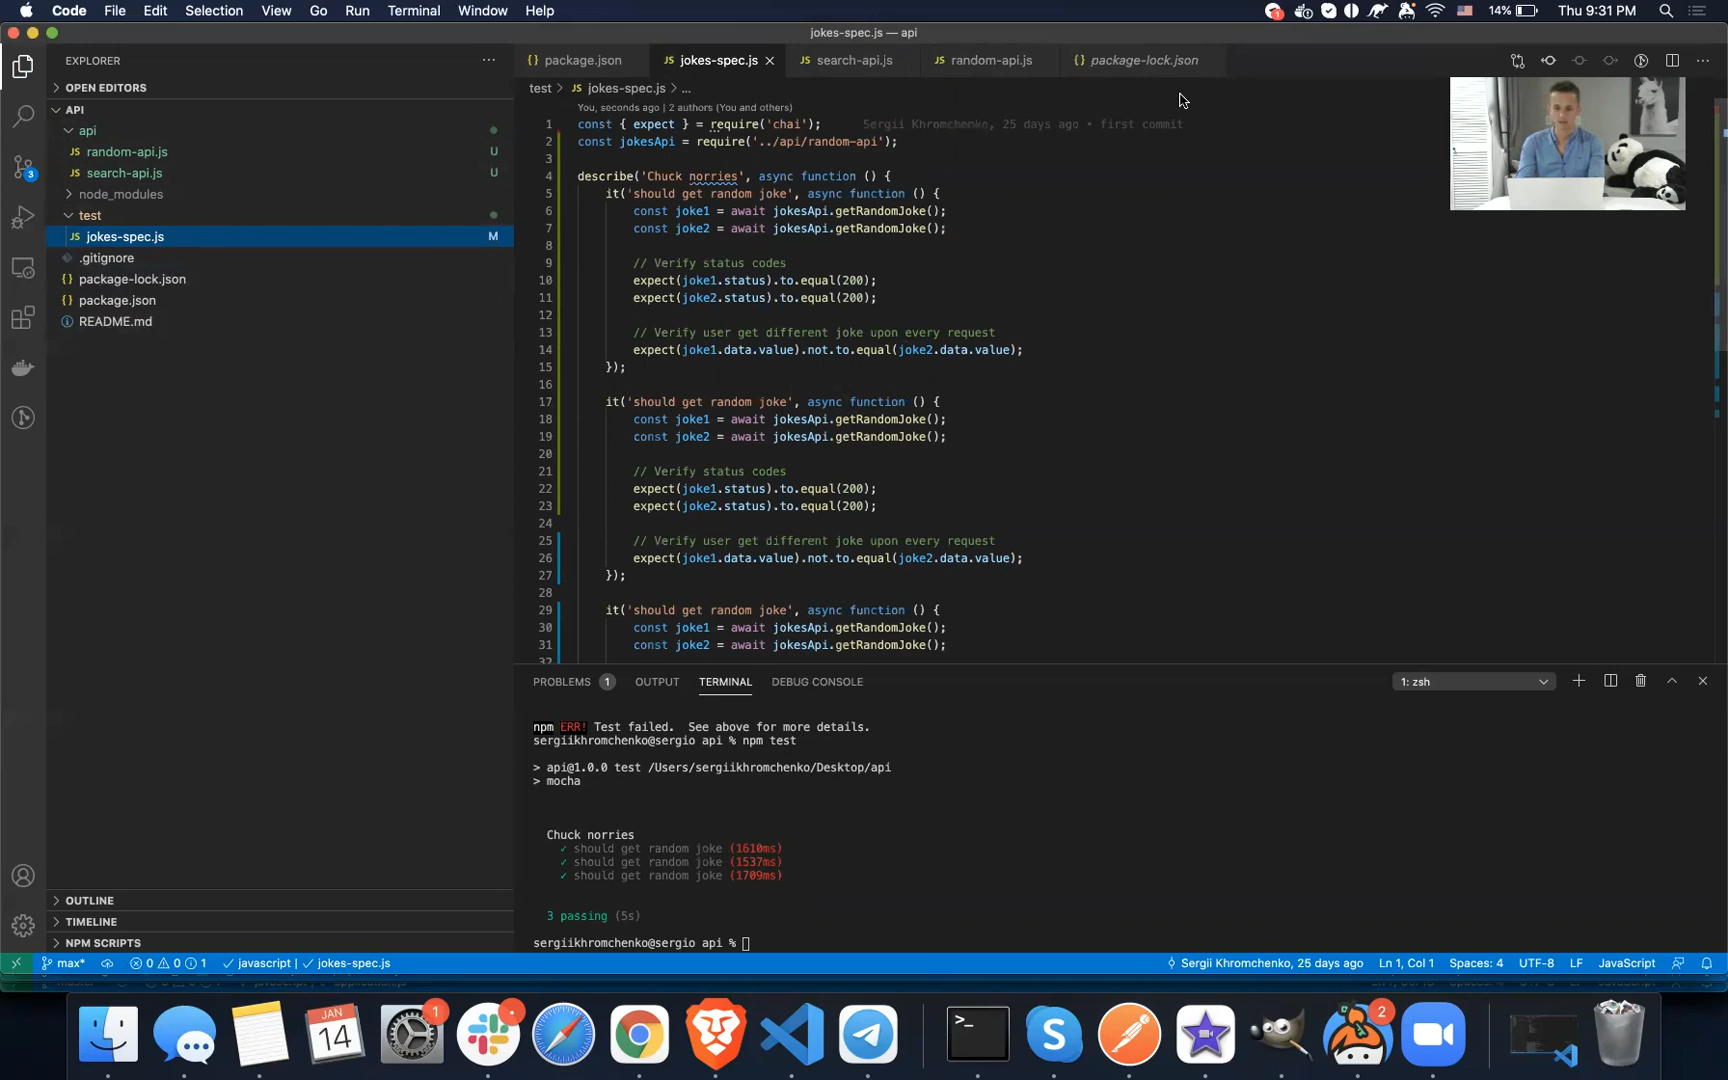 Code File Edit Selection View Go Run Terminal Window Help
1
14%
Thu 9:31 PM
jokes-spec.js — api
EXPLORER
OPEN EDITORS
API
api
JS random-api.js U
JS search-api.js U
node_modules
test
JS jokes-spec.js M
.gitignore
{} package-lock.json
{} package.json
README.md
3
OUTLINE
TIMELINE
NPM SCRIPTS
{} package.json
JS jokes-spec.js
JS search-api.js
JS random-api.js
{} package-lock.json
test > JS jokes-spec.js > ...
You, seconds ago | 2 authors (You and others)
1 const { expect } = require('chai'); Sergii Khromchenko, 25 days ago • first commit
2 const jokesApi = require('../api/random-api');
3
4 describe('Chuck norries', async function () {
5 it('should get random joke', async function () {
6 const joke1 = await jokesApi.getRandomJoke();
7 const joke2 = await jokesApi.getRandomJoke();
8
9 // Verify status codes
10 expect(joke1.status).to.equal(200);
11 expect(joke2.status).to.equal(200);
12
13 // Verify user get different joke upon every request
14 expect(joke1.data.value).not.to.equal(joke2.data.value);
15 });
16
17 it('should get random joke', async function () {
18 const joke1 = await jokesApi.getRandomJoke();
19 const joke2 = await jokesApi.getRandomJoke();
20
21 // Verify status codes
22 expect(joke1.status).to.equal(200);
23 expect(joke2.status).to.equal(200);
24
25 // Verify user get different joke upon every request
26 expect(joke1.data.value).not.to.equal(joke2.data.value);
27 });
28
29 it('should get random joke', async function () {
30 const joke1 = await jokesApi.getRandomJoke();
31 const joke2 = await jokesApi.getRandomJoke();
32
PROBLEMS 1 OUTPUT TERMINAL DEBUG CONSOLE
1: zsh
npm ERR! Test failed. See above for more details.
sergiikhromchenko@sergio api % npm test
> api@1.0.0 test /Users/sergiikhromchenko/Desktop/api
> mocha
Chuck norries
✓ should get random joke (1610ms)
✓ should get random joke (1537ms)
✓ should get random joke (1709ms)
3 passing (5s)
sergiikhromchenko@sergio api %
max* 0 0 1 ✓ javascript | ✓ jokes-spec.js
Sergii Khromchenko, 25 days ago Ln 1, Col 1 Spaces: 4 UTF-8 LF JavaScript
JAN
14
1
>_
S
2